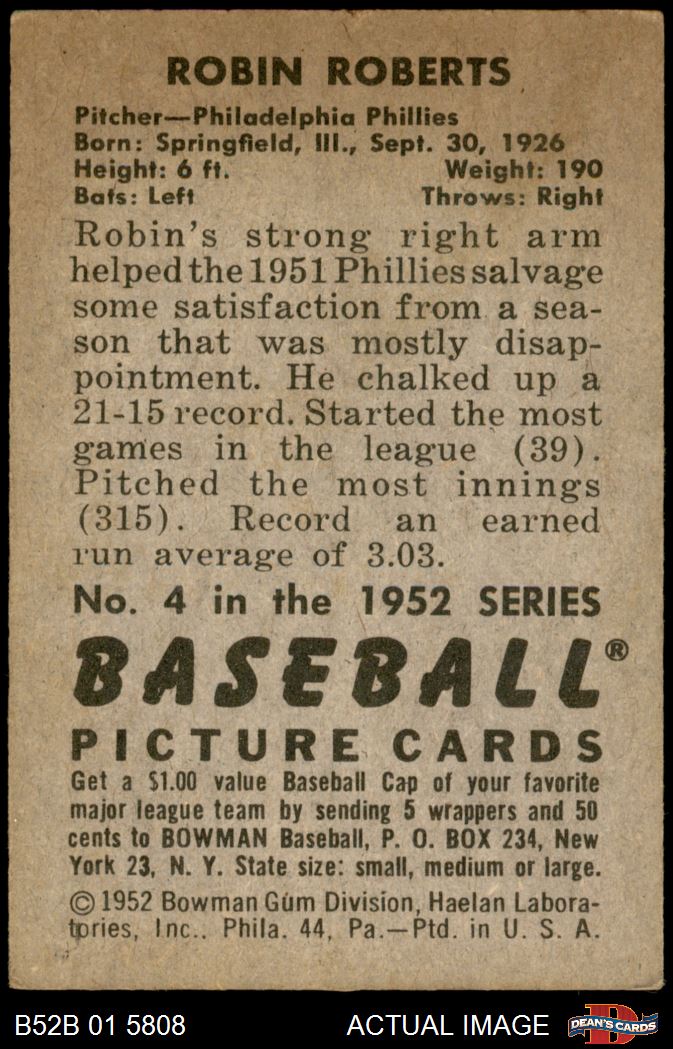 ROBIN ROBERTS
Pitcher—Philadelphia Phillies
Born: Springfield, Ill., Sept. 30, 1926
Height: 6 ft. Weight: 190
Bats: Left Throws: Right
Robin's strong right arm
helped the 1951 Phillies salvage
some satisfaction from a sea-
son that was mostly disap-
pointment. He chalked up a
21-15 record. Started the most
games in the league (39).
Pitched the most innings
(315). Record an earned
run average of 3.03.
No. 4 in the 1952 SERIES
BASEBALL®
PICTURE CARDS
Get a $1.00 value Baseball Cap of your favorite
major league team by sending 5 wrappers and 50
cents to BOWMAN Baseball, P. O. BOX 234, New
York 23, N. Y. State size: small, medium or large.
© 1952 Bowman Gum Division, Haelan Labora-
tories, Inc.. Phila. 44, Pa.—Ptd. in U. S. A.
B52B 01 5808 ACTUAL IMAGE D DEAN'S CARDS